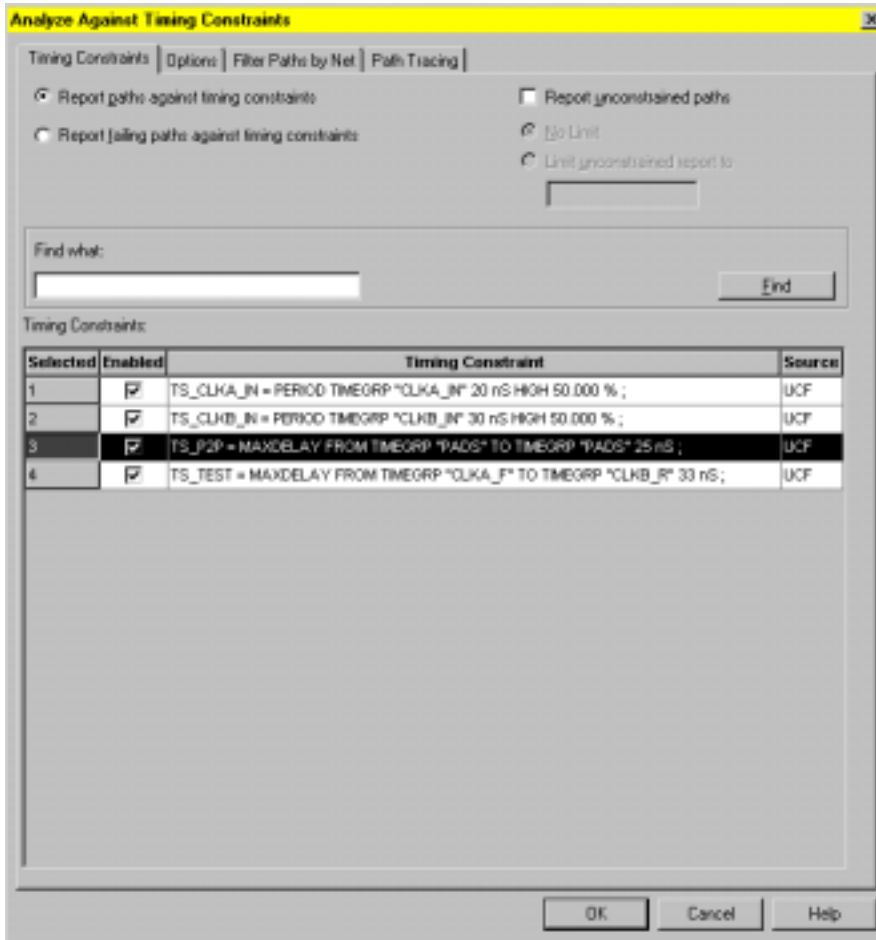 Analyze Against Timing Constraints
Timing Constraints Options Filter Paths by Net Path Tracing
Report paths against timing constraints
Report unconstrained paths
Report failing paths against timing constraints
No Limit
Limit unconstrained report to
Find what:
Find
Timing Constraints:
Selected Enabled Timing Constraint Source
1 TS_CLKA_IN = PERIOD TIMEGRP "CLKA_IN" 20 nS HIGH 50.000 % ; UCF
2 TS_CLKB_IN = PERIOD TIMEGRP "CLKB_IN" 30 nS HIGH 50.000 % ; UCF
3 TS_P2P = MAXDELAY FROM TIMEGRP "PADS" TO TIMEGRP "PADS" 25 nS ; UCF
4 TS_TEST = MAXDELAY FROM TIMEGRP "CLKA_F" TO TIMEGRP "CLKB_R" 33 nS ; UCF
OK Cancel Help